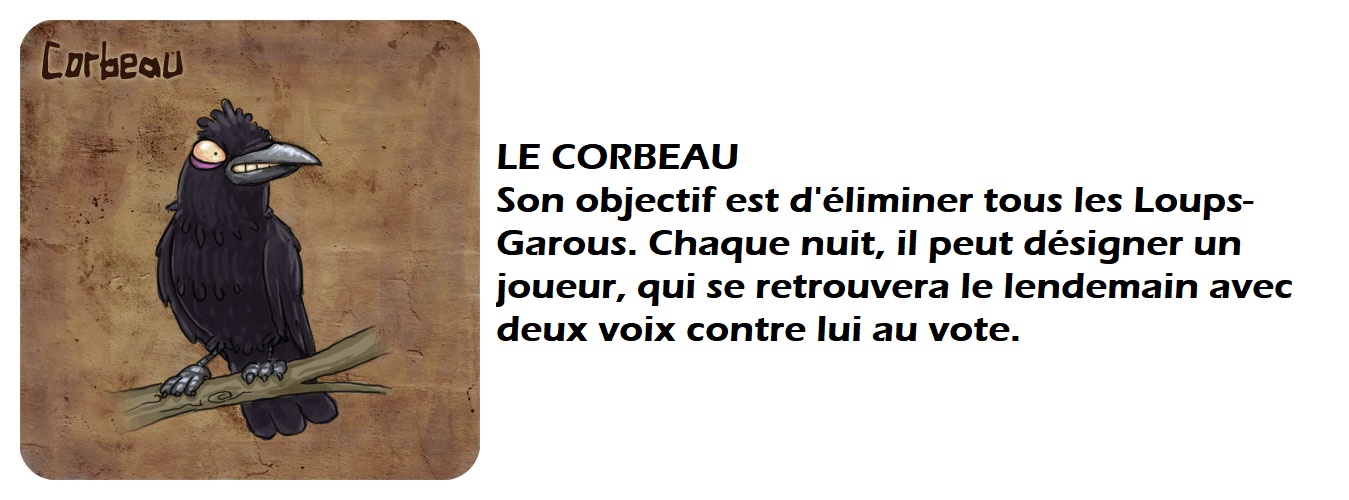 Corbeau
LE CORBEAU
Son objectif est d'éliminer tous les Loups-
Garous. Chaque nuit, il peut désigner un
joueur, qui se retrouvera le lendemain avec
deux voix contre lui au vote.